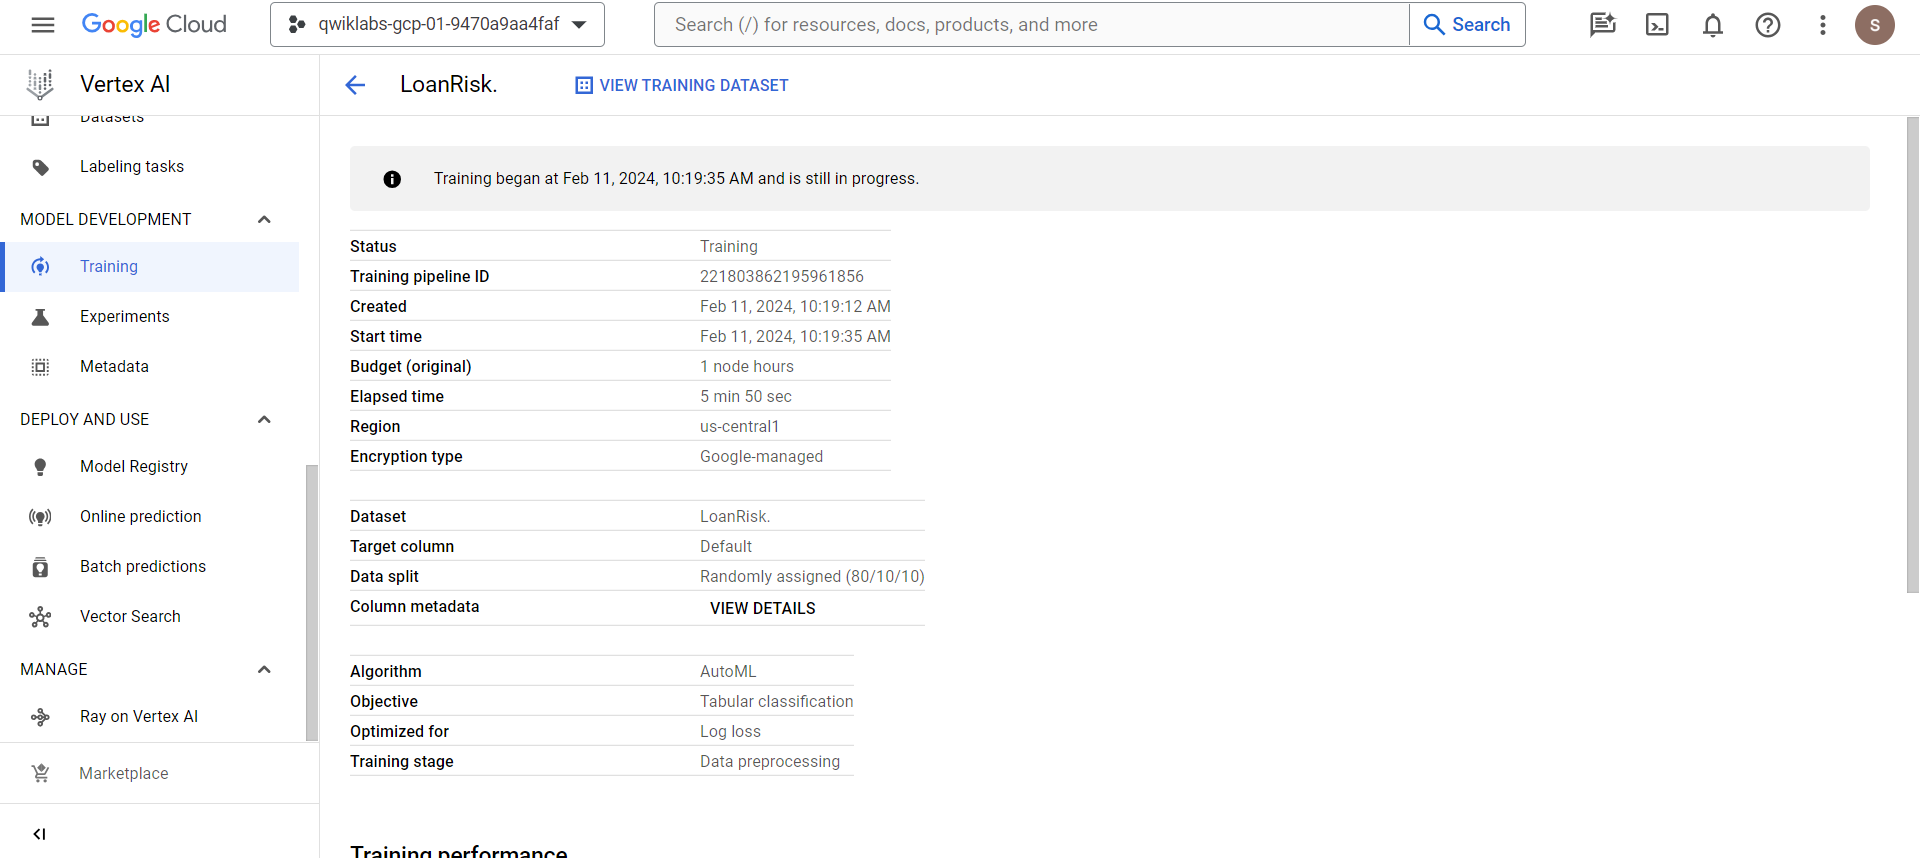 Google Cloud
qwiklabs-gcp-01-9470a9aa4faf
Search (/) for resources, docs, products, and more
Search
S
Vertex AI
LoanRisk.
VIEW TRAINING DATASET
Datasets
Labeling tasks
MODEL DEVELOPMENT
Training
Experiments
Metadata
DEPLOY AND USE
Model Registry
Online prediction
Batch predictions
Vector Search
MANAGE
Ray on Vertex AI
Marketplace
Training began at Feb 11, 2024, 10:19:35 AM and is still in progress.
Status Training
Training pipeline ID 221803862195961856
Created Feb 11, 2024, 10:19:12 AM
Start time Feb 11, 2024, 10:19:35 AM
Budget (original) 1 node hours
Elapsed time 5 min 50 sec
Region us-central1
Encryption type Google-managed
Dataset LoanRisk.
Target column Default
Data split Randomly assigned (80/10/10)
Column metadata VIEW DETAILS
Algorithm AutoML
Objective Tabular classification
Optimized for Log loss
Training stage Data preprocessing
Training performance